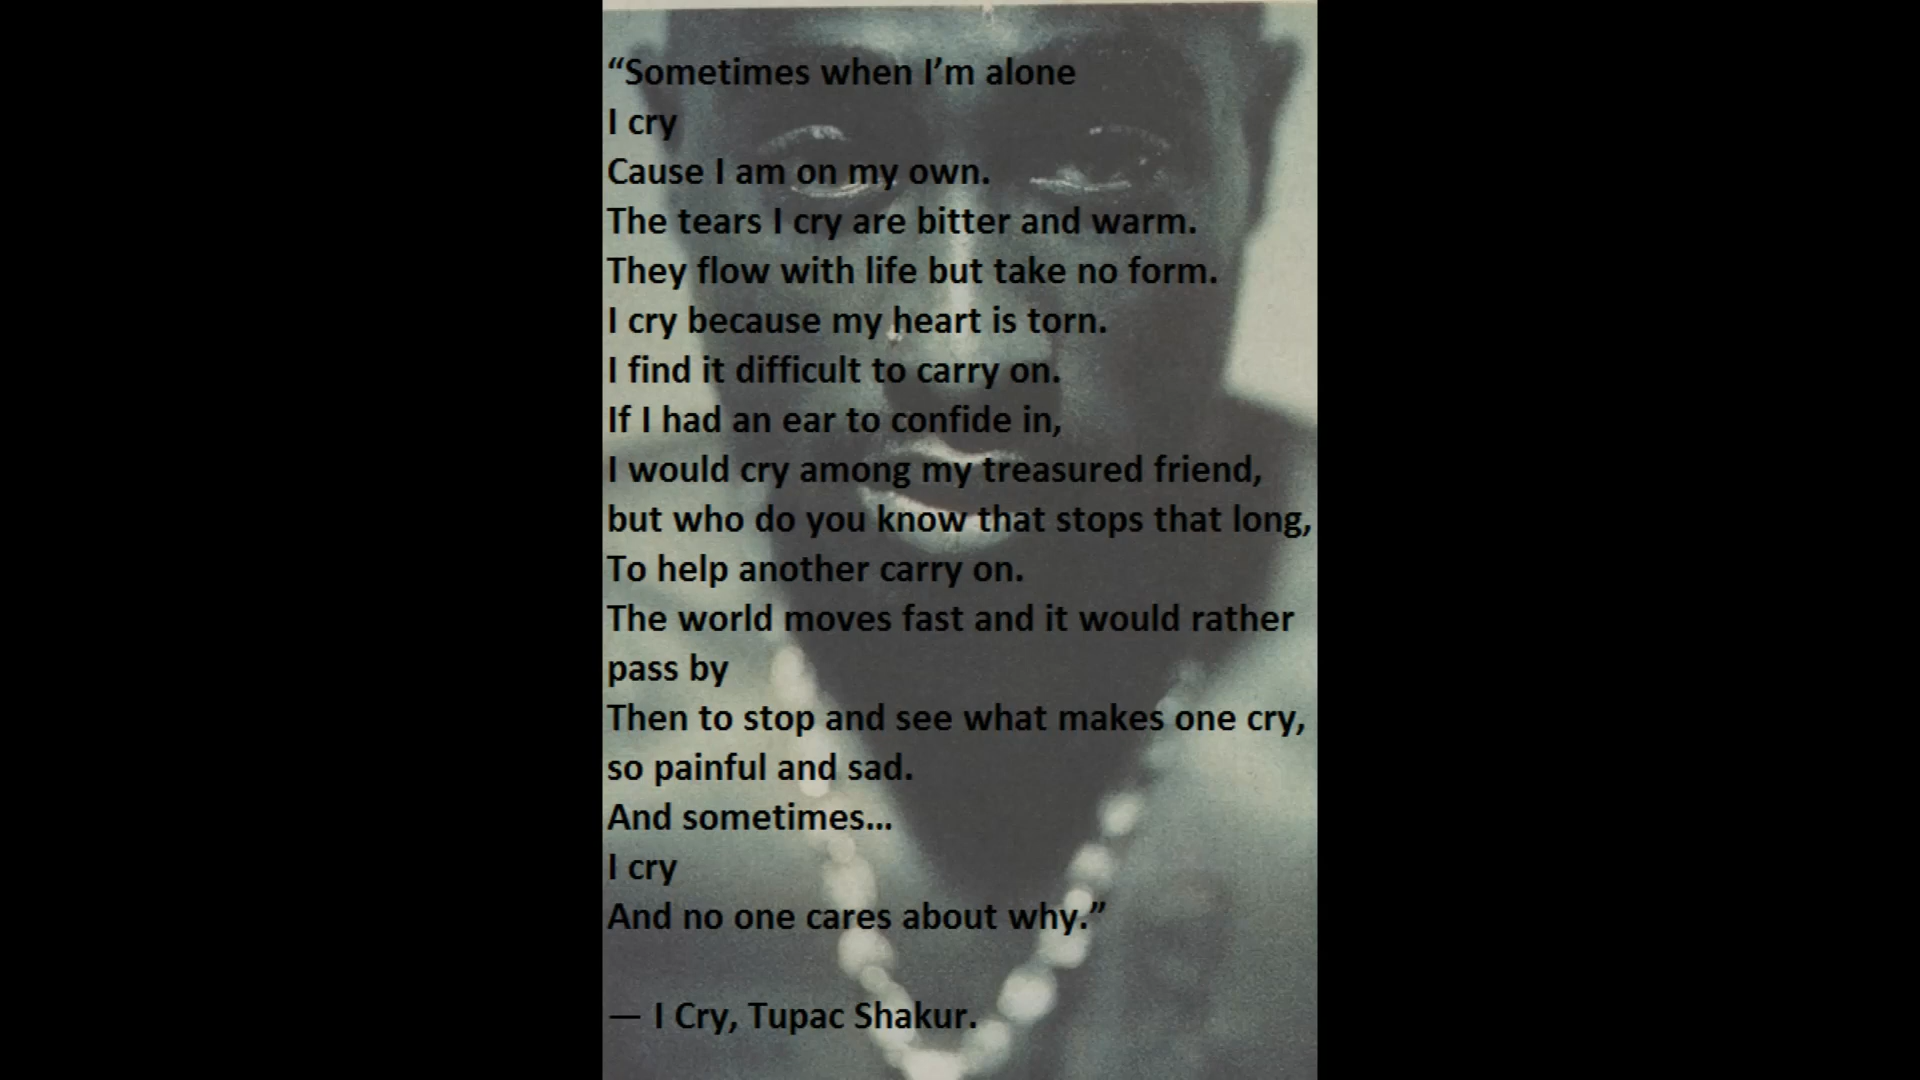 “Sometimes when I’m alone
I cry
Cause I am on my own.
The tears I cry are bitter and warm.
They flow with life but take no form.
I cry because my heart is torn.
I find it difficult to carry on.
If I had an ear to confide in,
I would cry among my treasured friend,
but who do you know that stops that long,
To help another carry on.
The world moves fast and it would rather
pass by
Then to stop and see what makes one cry,
so painful and sad.
And sometimes...
I cry
And no one cares about why.”
— I Cry, Tupac Shakur.